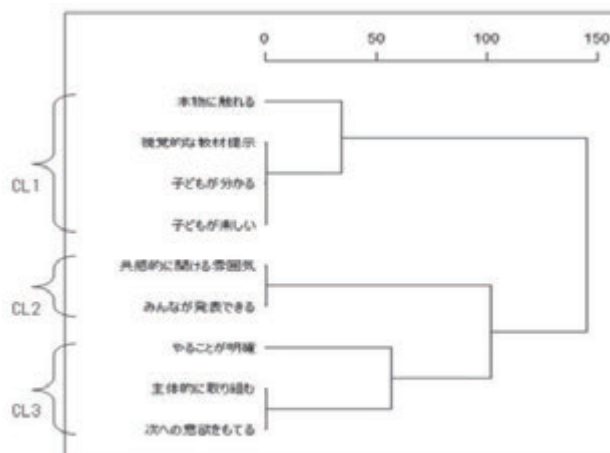 0 50 100 150
本物に触れる
視覚的な教材提示
子どもが分かる
子どもが楽しい
共感的に聞ける雰囲気
みんなが発表できる
やることが明確
主体的に取り組む
次への意欲をもてる
CL1
CL2
CL3